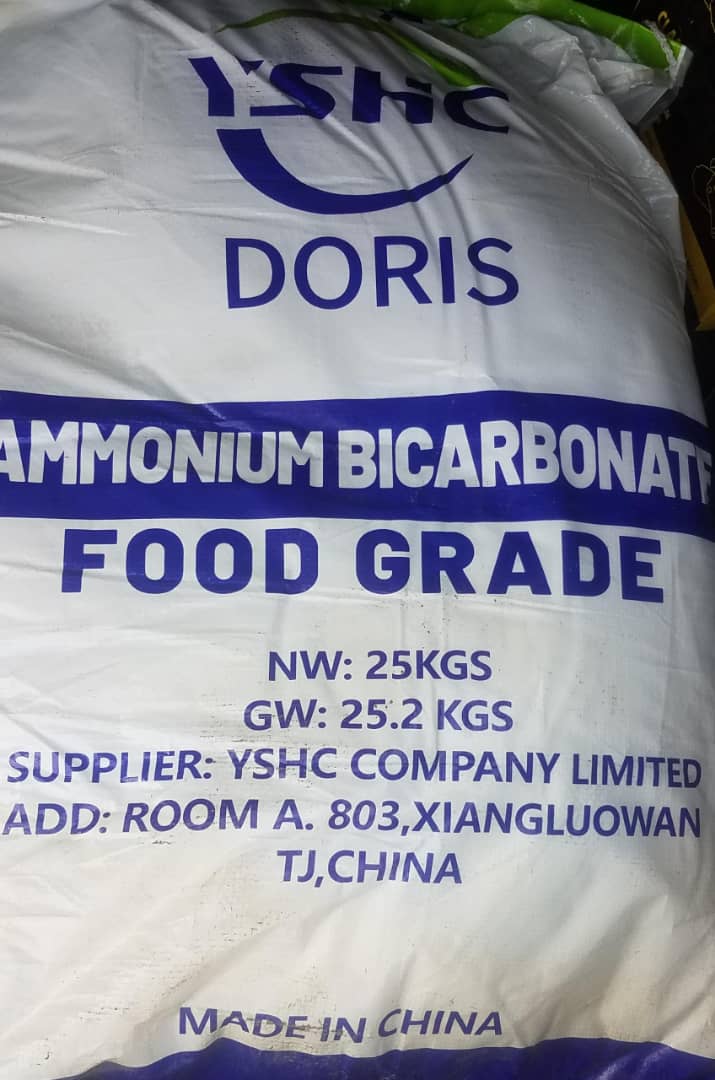 YSHC
DORIS
AMMONIUM BICARBONATE
FOOD GRADE
NW: 25KGS
GW: 25.2 KGS
SUPPLIER: YSHC COMPANY LIMITED
ADD: ROOM A. 803,XIANGLUOWAN
TJ,CHINA
MADE IN CHINA